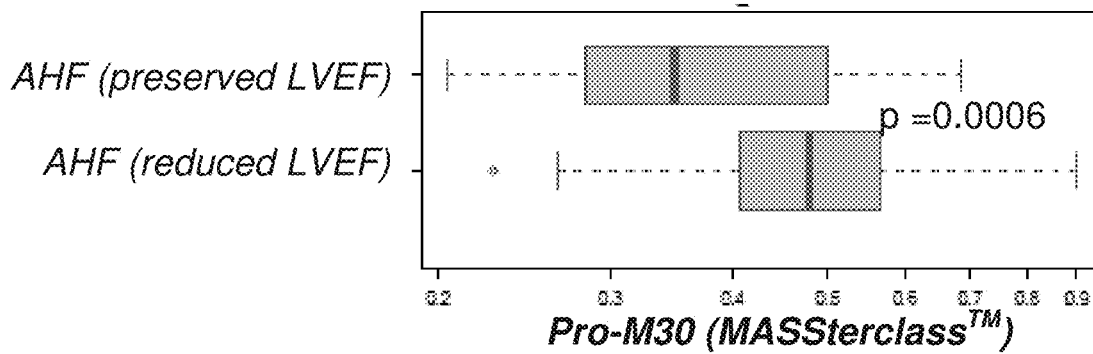 AHF (preserved LVEF)
p =0.0006
AHF (reduced LVEF)
0.2 0.3 0.4 0.5 0.6 0.7 0.8 0.9
Pro-M30 (MASSterclass™)